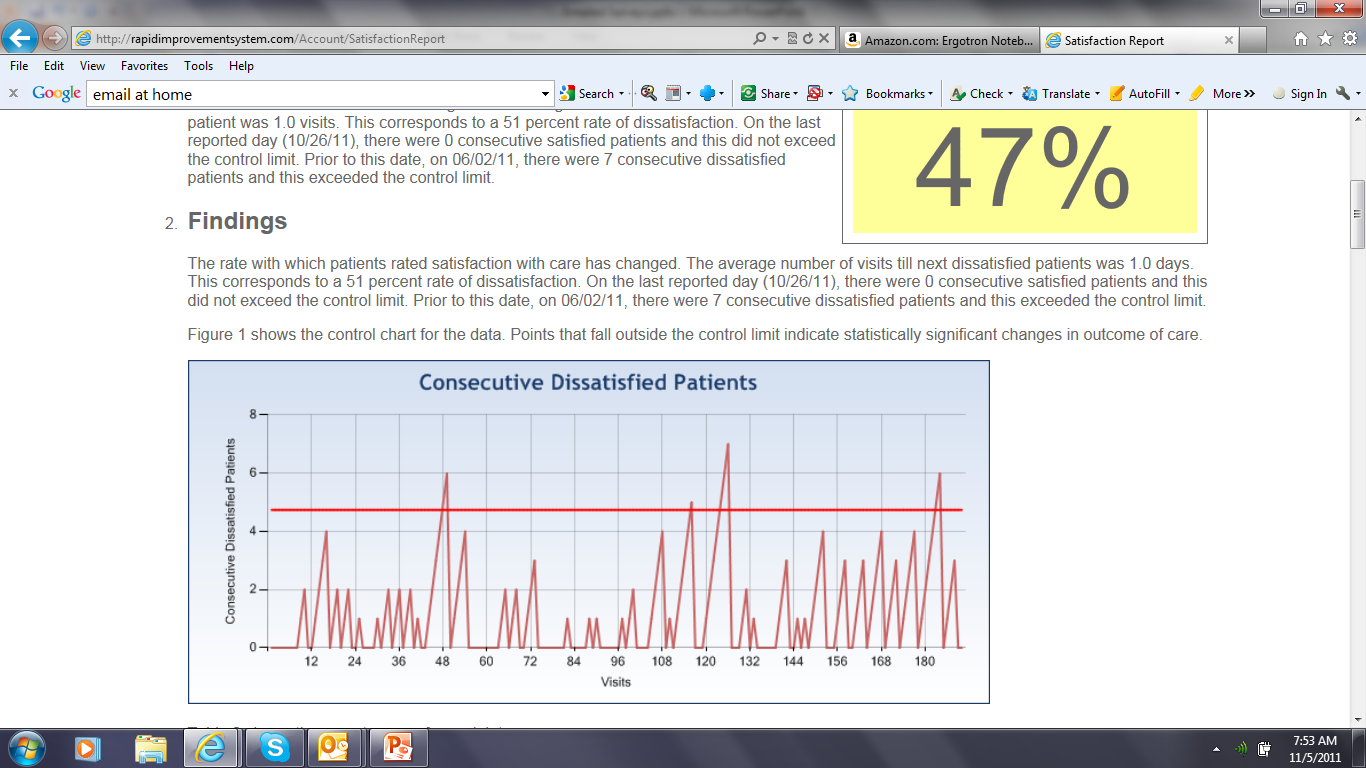 http://rapidimprovementsystem.com/Account/SatisfactionReport
Amazon.com: Ergotron Noteb...
Satisfaction Report
File Edit View Favorites Tools Help
x Google email at home Search Share Bookmarks Check Translate AutoFill More >> Sign In
patient was 1.0 visits. This corresponds to a 51 percent rate of dissatisfaction. On the last
reported day (10/26/11), there were 0 consecutive satisfied patients and this did not exceed
the control limit. Prior to this date, on 06/02/11, there were 7 consecutive dissatisfied
patients and this exceeded the control limit.
47%
2. Findings
The rate with which patients rated satisfaction with care has changed. The average number of visits till next dissatisfied patients was 1.0 days.
This corresponds to a 51 percent rate of dissatisfaction. On the last reported day (10/26/11), there were 0 consecutive satisfied patients and this
did not exceed the control limit. Prior to this date, on 06/02/11, there were 7 consecutive dissatisfied patients and this exceeded the control limit.
Figure 1 shows the control chart for the data. Points that fall outside the control limit indicate statistically significant changes in outcome of care.
Consecutive Dissatisfied Patients
Consecutive Dissatisfied Patients
8
6
4
2
0
12 24 36 48 60 72 84 96 108 120 132 144 156 168 180
Visits
7:53 AM
11/5/2011